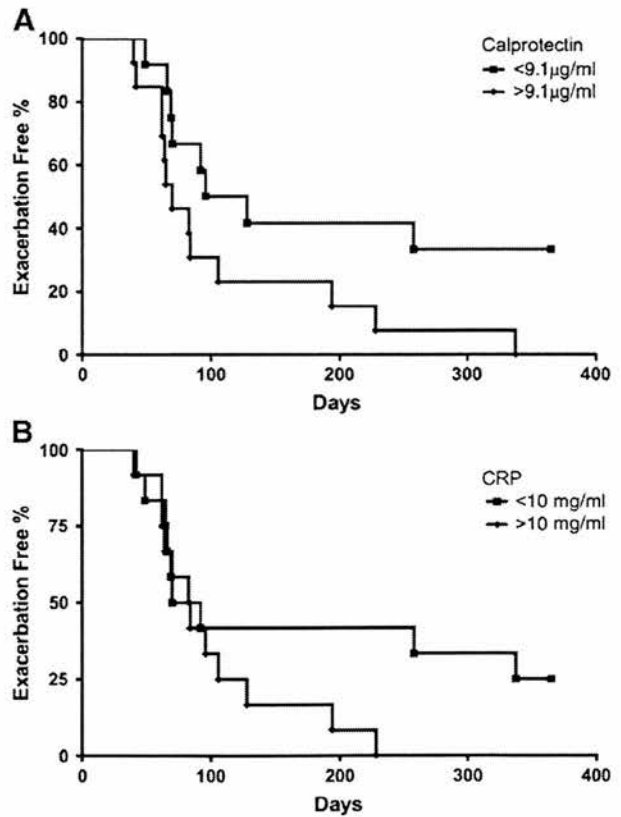 A
Calprotectin
<9.1µg/ml
>9.1µg/ml
Exacerbation Free %
100
80
60
40
20
0
0 100 200 300 400
Days
B
CRP
<10 mg/ml
>10 mg/ml
Exacerbation Free %
100
75
50
25
0
0 100 200 300 400
Days